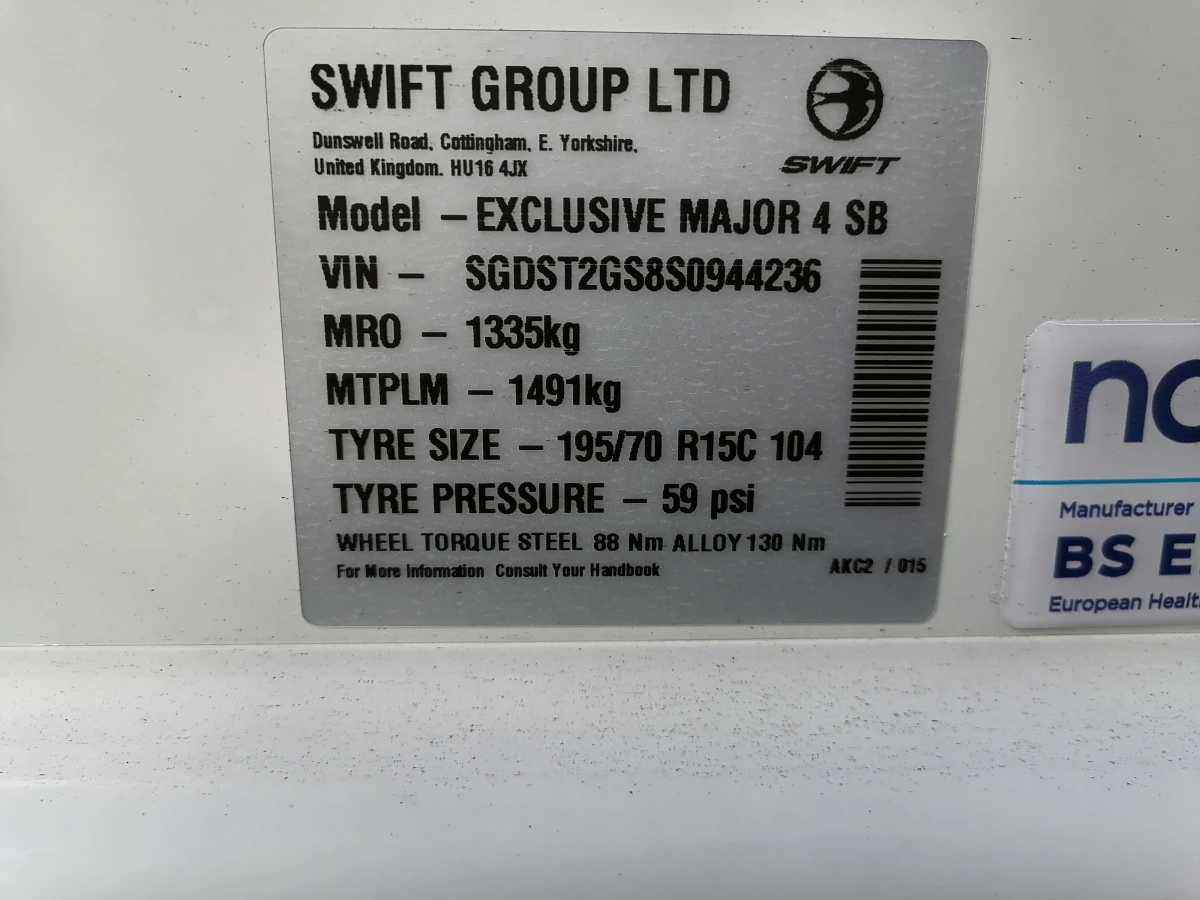 SWIFT GROUP LTD
Dunswell Road, Cottingham, E. Yorkshire,
United Kingdom. HU16 4JX
SWIFT
Model – EXCLUSIVE MAJOR 4 SB
VIN – SGDST2GS8S0944236
MRO – 1335kg
MTPLM – 1491kg
TYRE SIZE – 195/70 R15C 104
TYRE PRESSURE – 59 psi
WHEEL TORQUE STEEL 88 Nm ALLOY 130 Nm
For More Information Consult Your Handbook
AKC2 / 015
Manufacturer
BS
European